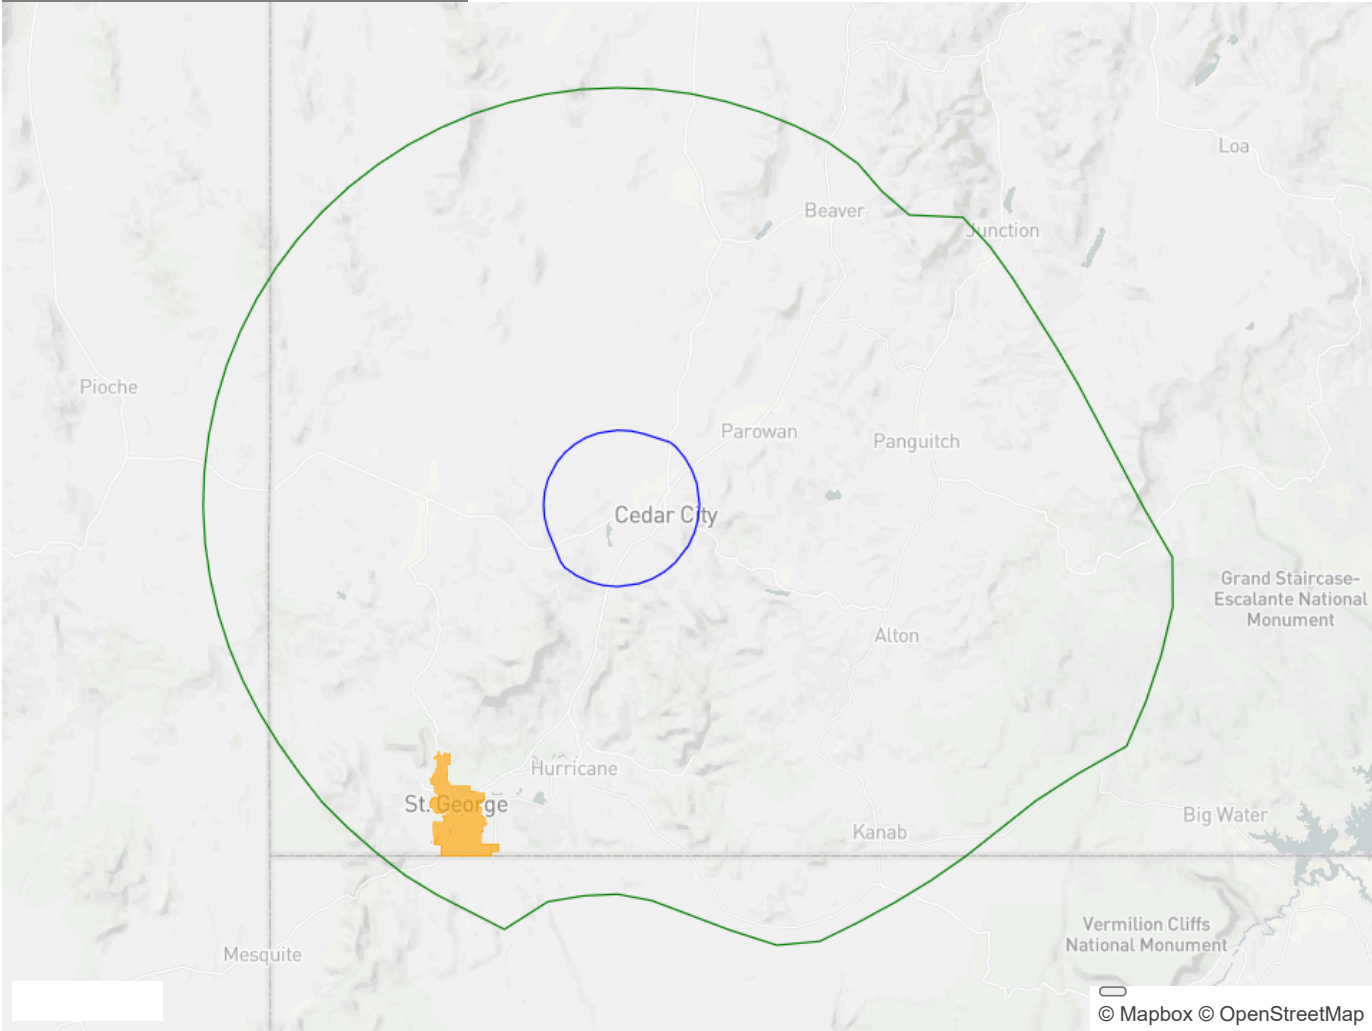 Loa
Beaver
Junction
Pioche
Parowan
Panguitch
Cedar City
Grand Staircase-
Escalante National
Monument
Alton
Hurricane
St. George
Big Water
Kanab
Vermilion Cliffs
National Monument
Mesquite
© Mapbox © OpenStreetMap